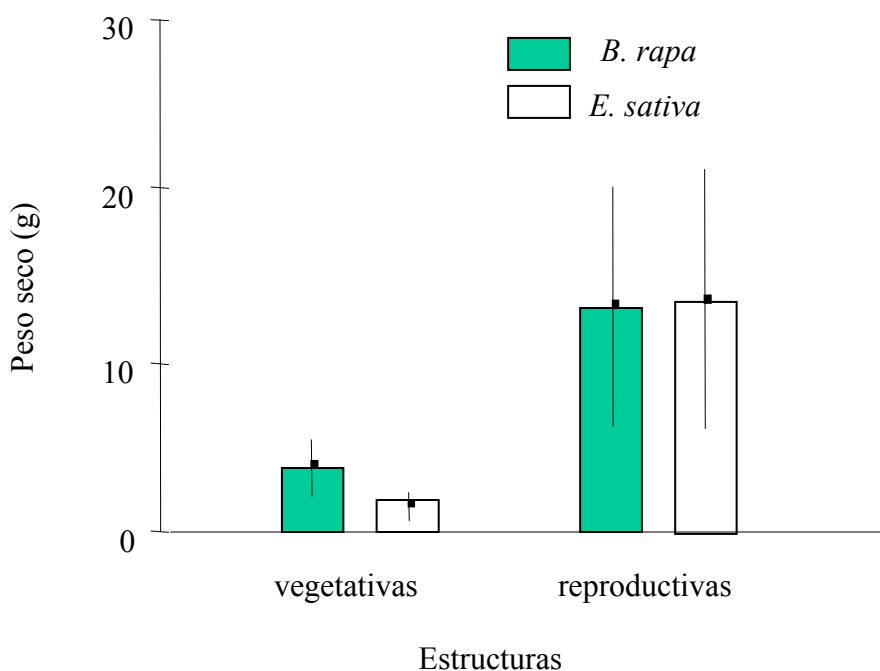 30
B. rapa
E. sativa
20
Peso seco (g)
10
0
vegetativas
reproductivas
Estructuras